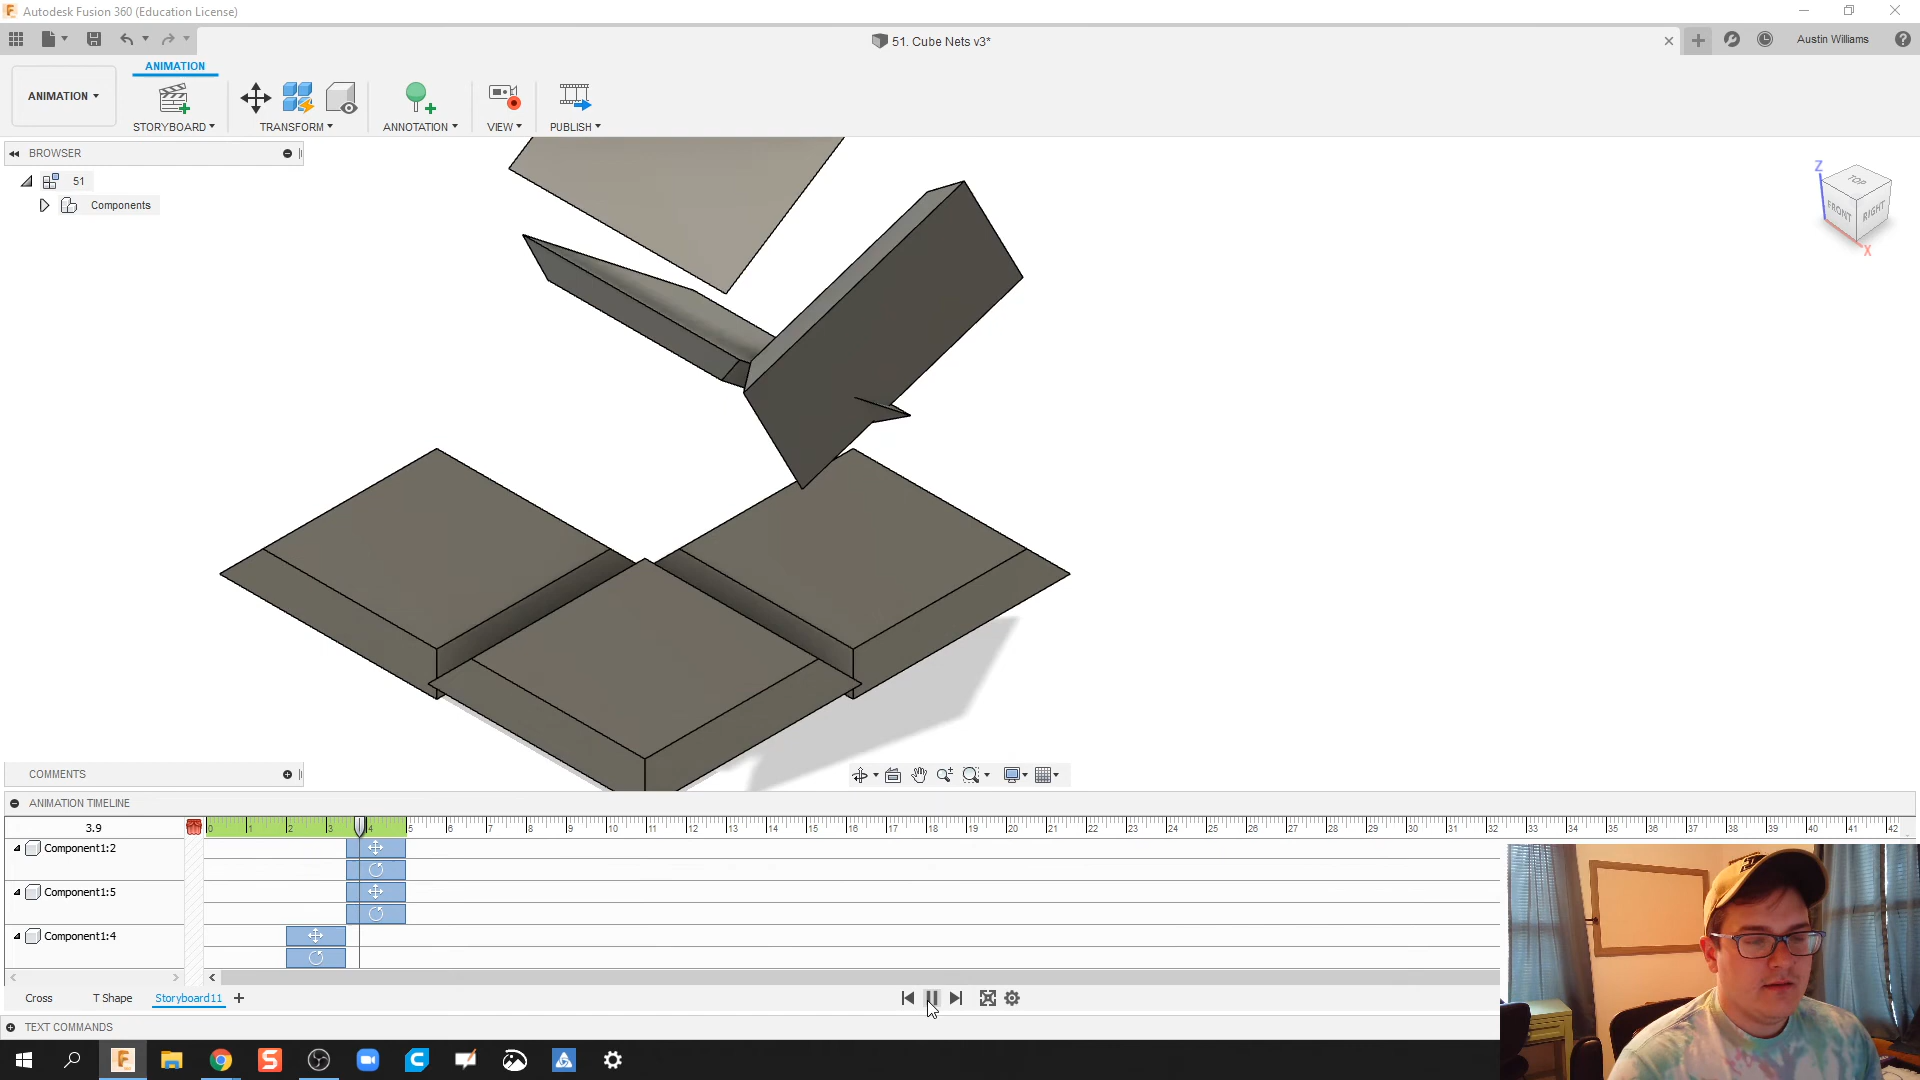 Autodesk Fusion 360 (Education License)
51. Cube Nets v3*
Austin Williams
ANIMATION
ANIMATION
STORYBOARD
TRANSFORM
ANNOTATION
VIEW
PUBLISH
BROWSER
51
Components
Z
TOP
FRONT
RIGHT
X
COMMENTS
ANIMATION TIMELINE
3.9
0 1 2 3 4 5 6 7 8 9 10 11 12 13 14 15 16 17 18 19 20 21 22 23 24 25 26 27 28 29 30 31 32 33 34 35 36 37 38 39 40 41 42
Component1:2
Component1:5
Component1:4
Cross
T Shape
Storyboard11
TEXT COMMANDS